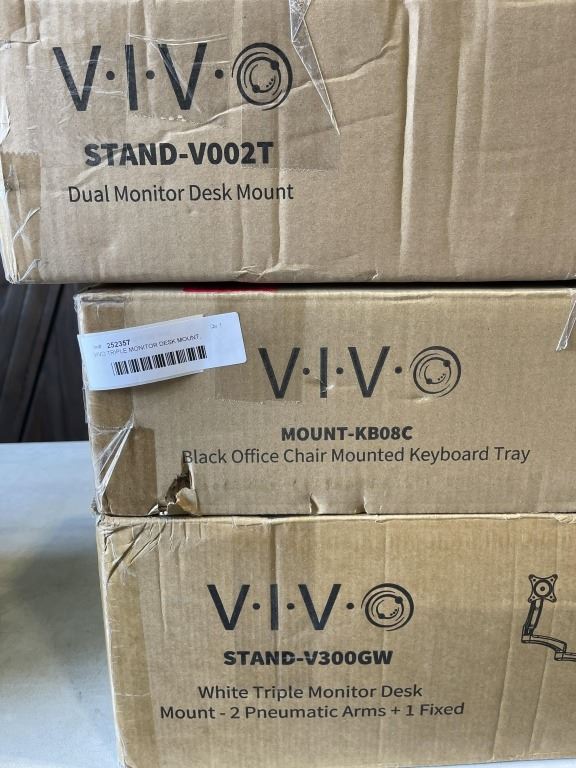 V·I·V·O
STAND-V002T
Dual Monitor Desk Mount
252357
TRIPLE MONITOR DESK MOUNT,
V·I·V·O
MOUNT-KB08C
Black Office Chair Mounted Keyboard Tray
V·I·V·O
STAND-V300GW
White Triple Monitor Desk
Mount - 2 Pneumatic Arms + 1 Fixed